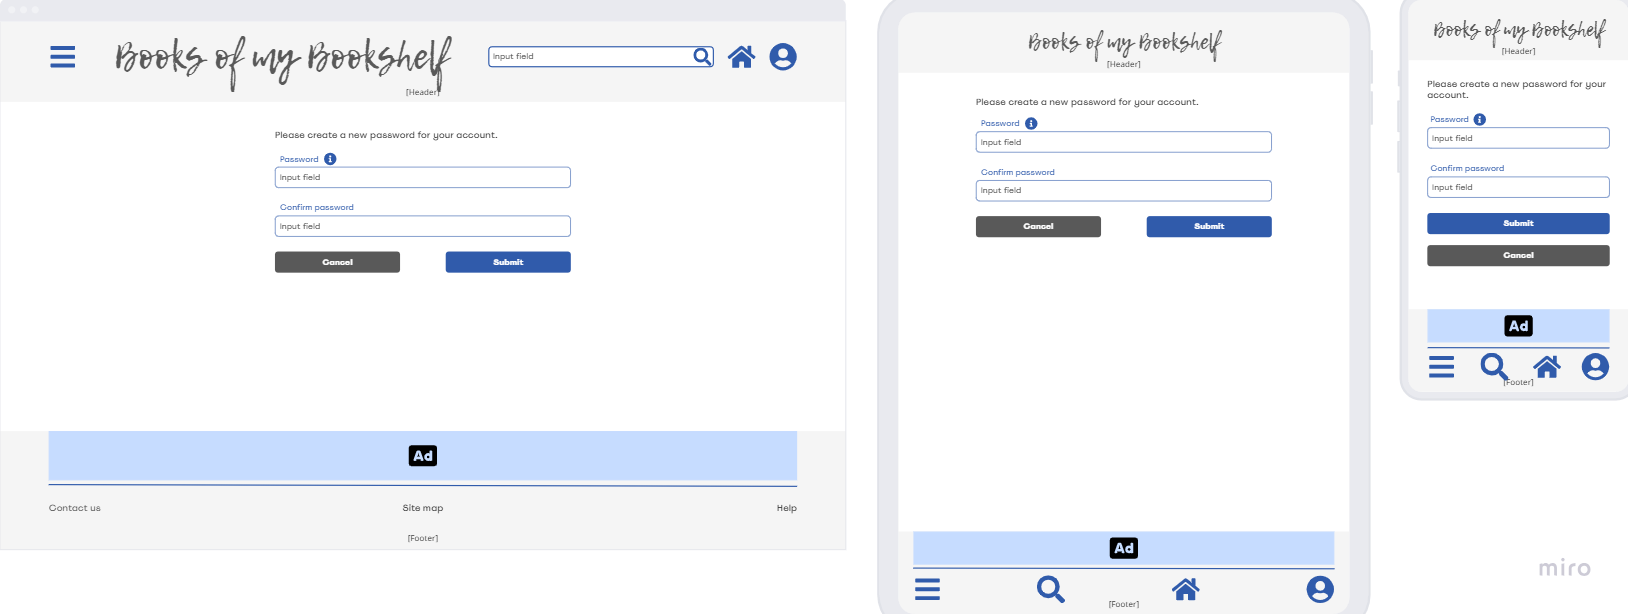 Books of my Bookshelf
Input field
[Header]
Please create a new password for your account.
Password
Input field
Confirm password
Input field
Cancel
Submit
Ad
Contact us
Site map
Help
[Footer]
Books of my Bookshelf
[Header]
Please create a new password for your account.
Password
Input field
Confirm password
Input field
Cancel
Submit
Ad
[Footer]
Books of my Bookshelf
[Header]
Please create a new password for your
account.
Password
Input field
Confirm password
Input field
Submit
Cancel
Ad
[Footer]
miro